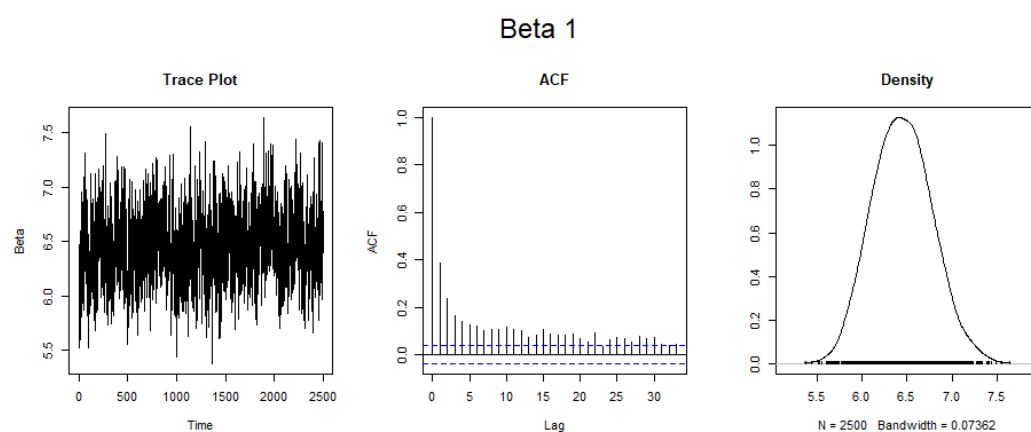 Beta 1
Trace Plot
Beta
5.5 6.0 6.5 7.0 7.5
0 500 1000 1500 2000 2500
Time
ACF
ACF
0.0 0.2 0.4 0.6 0.8 1.0
0 5 10 15 20 25 30
Lag
Density
0.0 0.2 0.4 0.6 0.8 1.0
5.5 6.0 6.5 7.0 7.5
N = 2500 Bandwidth = 0.07362